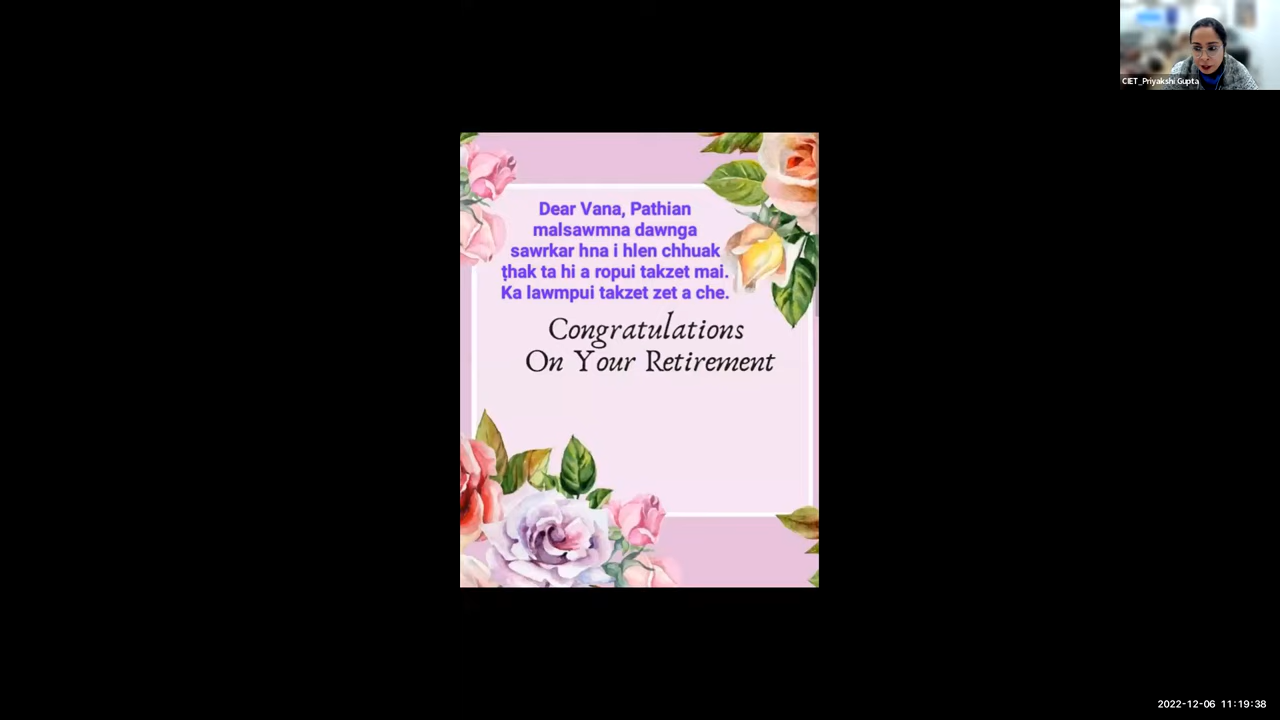 CIET_Priyakshi Gupta
Dear Vana, Pathian
malsawmna dawnga
sawrkar hna i hlen chhuak
ṭhak ta hi a ropui takzet mai.
Ka lawmpui takzet zet a che.
Congratulations
On Your Retirement
2022-12-06 11:19:38